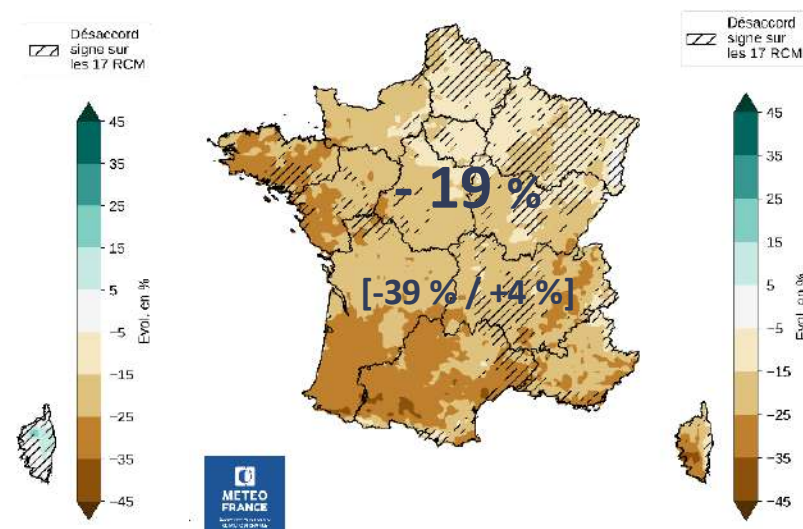 Désaccord
signe sur
les 17 RCM
45
35
25
15
5
−5
−15
−25
−35
−45
Evol. en %
- 19 %
[-39 % / +4 %]
METEO
FRANCE
Désaccord
signe sur
les 17 RCM
45
35
25
15
5
−5
−15
−25
−35
−45
Evol. en %